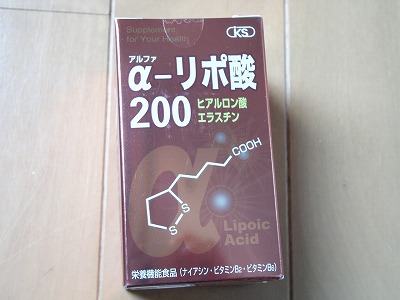 Supplement
for Your Health
ks
アルファ
α-リポ酸
200 ヒアルロン酸
エラスチン
α
COOH
S
S
Lipoic
Acid
栄養機能食品(ナイアシン・ビタミンB2・ビタミンB6)